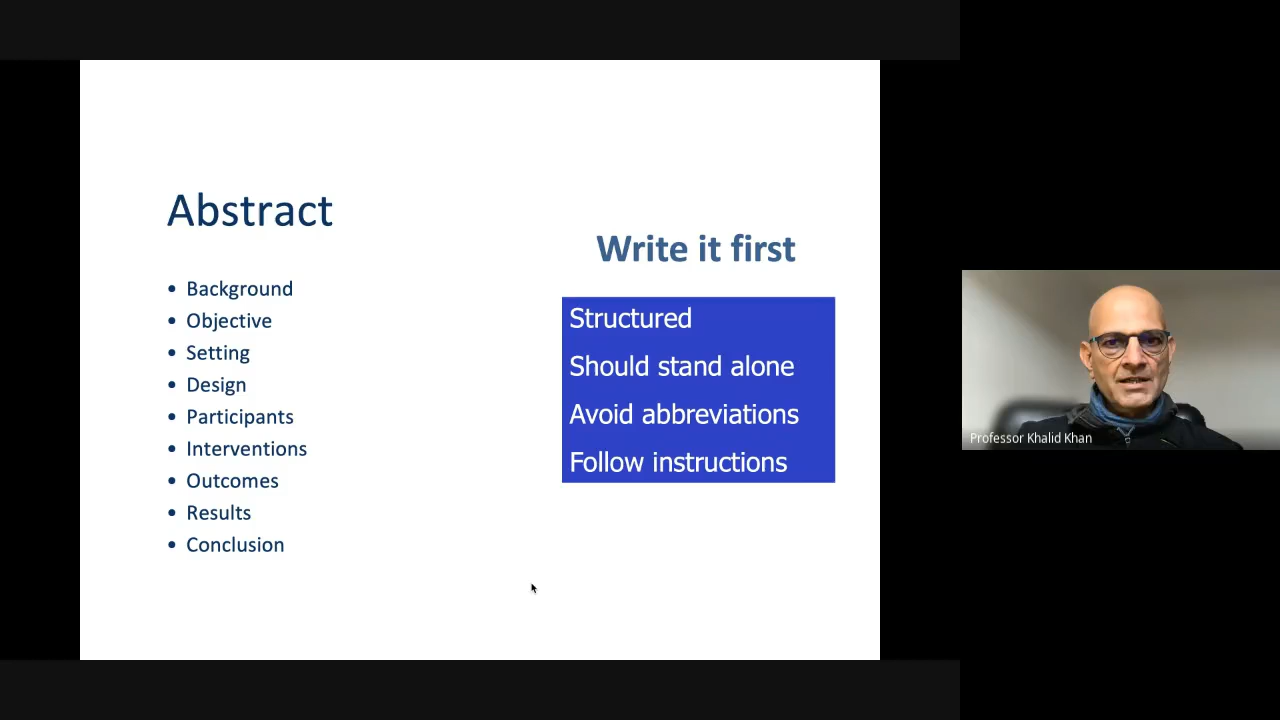 Abstract
• Background
• Objective
• Setting
• Design
• Participants
• Interventions
• Outcomes
• Results
• Conclusion
Write it first
Structured
Should stand alone
Avoid abbreviations
Follow instructions
Professor Khalid Khan